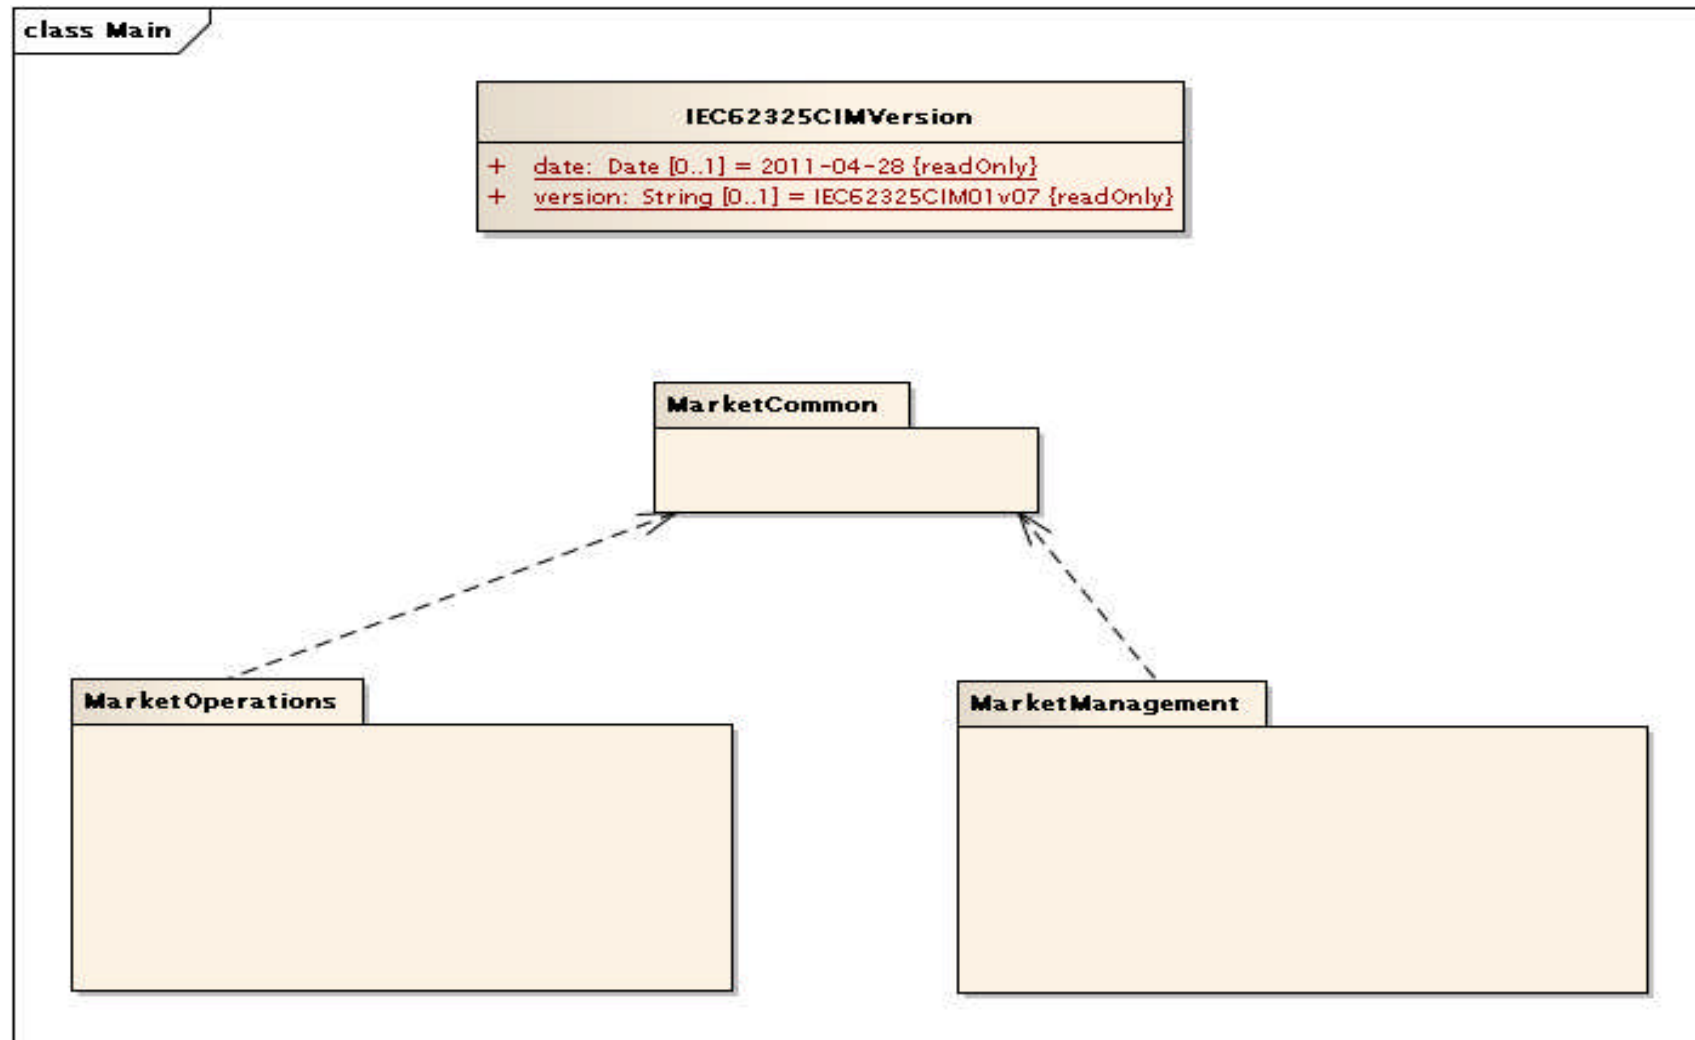 class Main
IEC62325CIMVersion
+ date: Date [0..1] = 2011-04-28 {readOnly}
+ version: String [0..1] = IEC62325CIM01v07 {readOnly}
MarketCommon
MarketOperations
MarketManagement